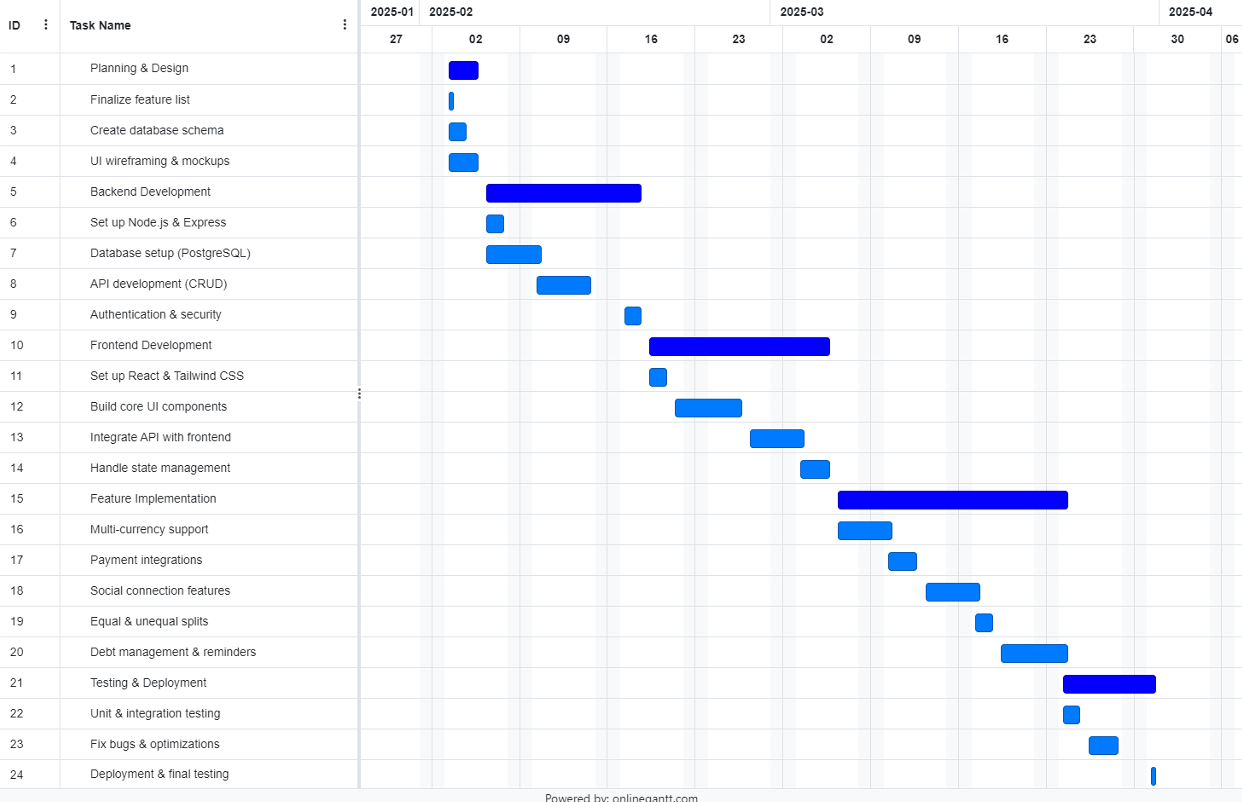 2025-01 2025-02 2025-03 2025-04
ID Task Name
27 02 09 16 23 02 09 16 23 30 06
1 Planning & Design
2 Finalize feature list
3 Create database schema
4 UI wireframing & mockups
5 Backend Development
6 Set up Node.js & Express
7 Database setup (PostgreSQL)
8 API development (CRUD)
9 Authentication & security
10 Frontend Development
11 Set up React & Tailwind CSS
12 Build core UI components
13 Integrate API with frontend
14 Handle state management
15 Feature Implementation
16 Multi-currency support
17 Payment integrations
18 Social connection features
19 Equal & unequal splits
20 Debt management & reminders
21 Testing & Deployment
22 Unit & integration testing
23 Fix bugs & optimizations
24 Deployment & final testing
Powered by: onlinegantt.com